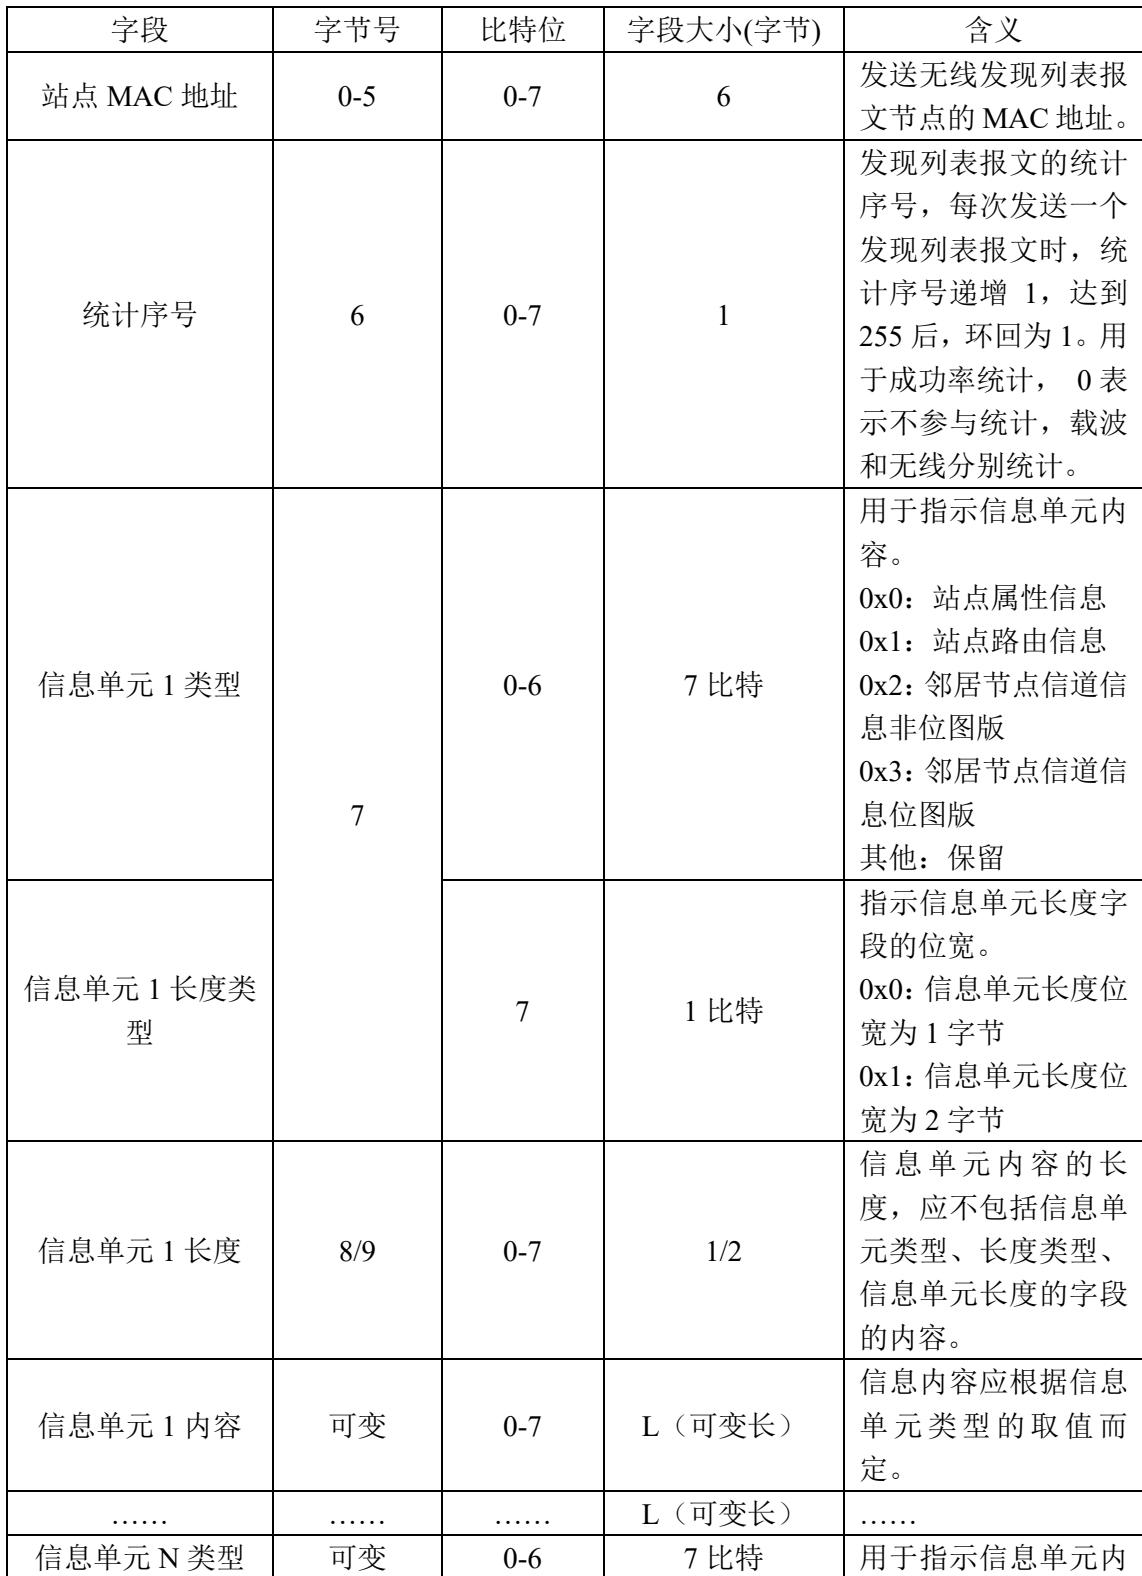 字段 字节号 比特位 字段大小(字节) 含义
站点 MAC 地址 0-5 0-7 6 发送无线发现列表报
文节点的 MAC 地址。
统计序号 6 0-7 1 发现列表报文的统计
序号，每次发送一个
发现列表报文时，统
计序号递增 1，达到
255 后，环回为 1。用
于成功率统计， 0 表
示不参与统计，载波
和无线分别统计。
信息单元 1 类型 7 0-6 7 比特 用于指示信息单元内
容。
0x0：站点属性信息
0x1：站点路由信息
0x2：邻居节点信道信
息非位图版
0x3：邻居节点信道信
息位图版
其他：保留
信息单元 1 长度类
型 7 1 比特 指示信息单元长度字
段的位宽。
0x0：信息单元长度位
宽为 1 字节
0x1：信息单元长度位
宽为 2 字节
信息单元 1 长度 8/9 0-7 1/2 信息单元内容的长
度，应不包括信息单
元类型、长度类型、
信息单元长度的字段
的内容。
信息单元 1 内容 可变 0-7 L（可变长） 信息内容应根据信息
单元类型的取值而
定。
…… …… …… L（可变长） ……
信息单元 N 类型 可变 0-6 7 比特 用于指示信息单元内